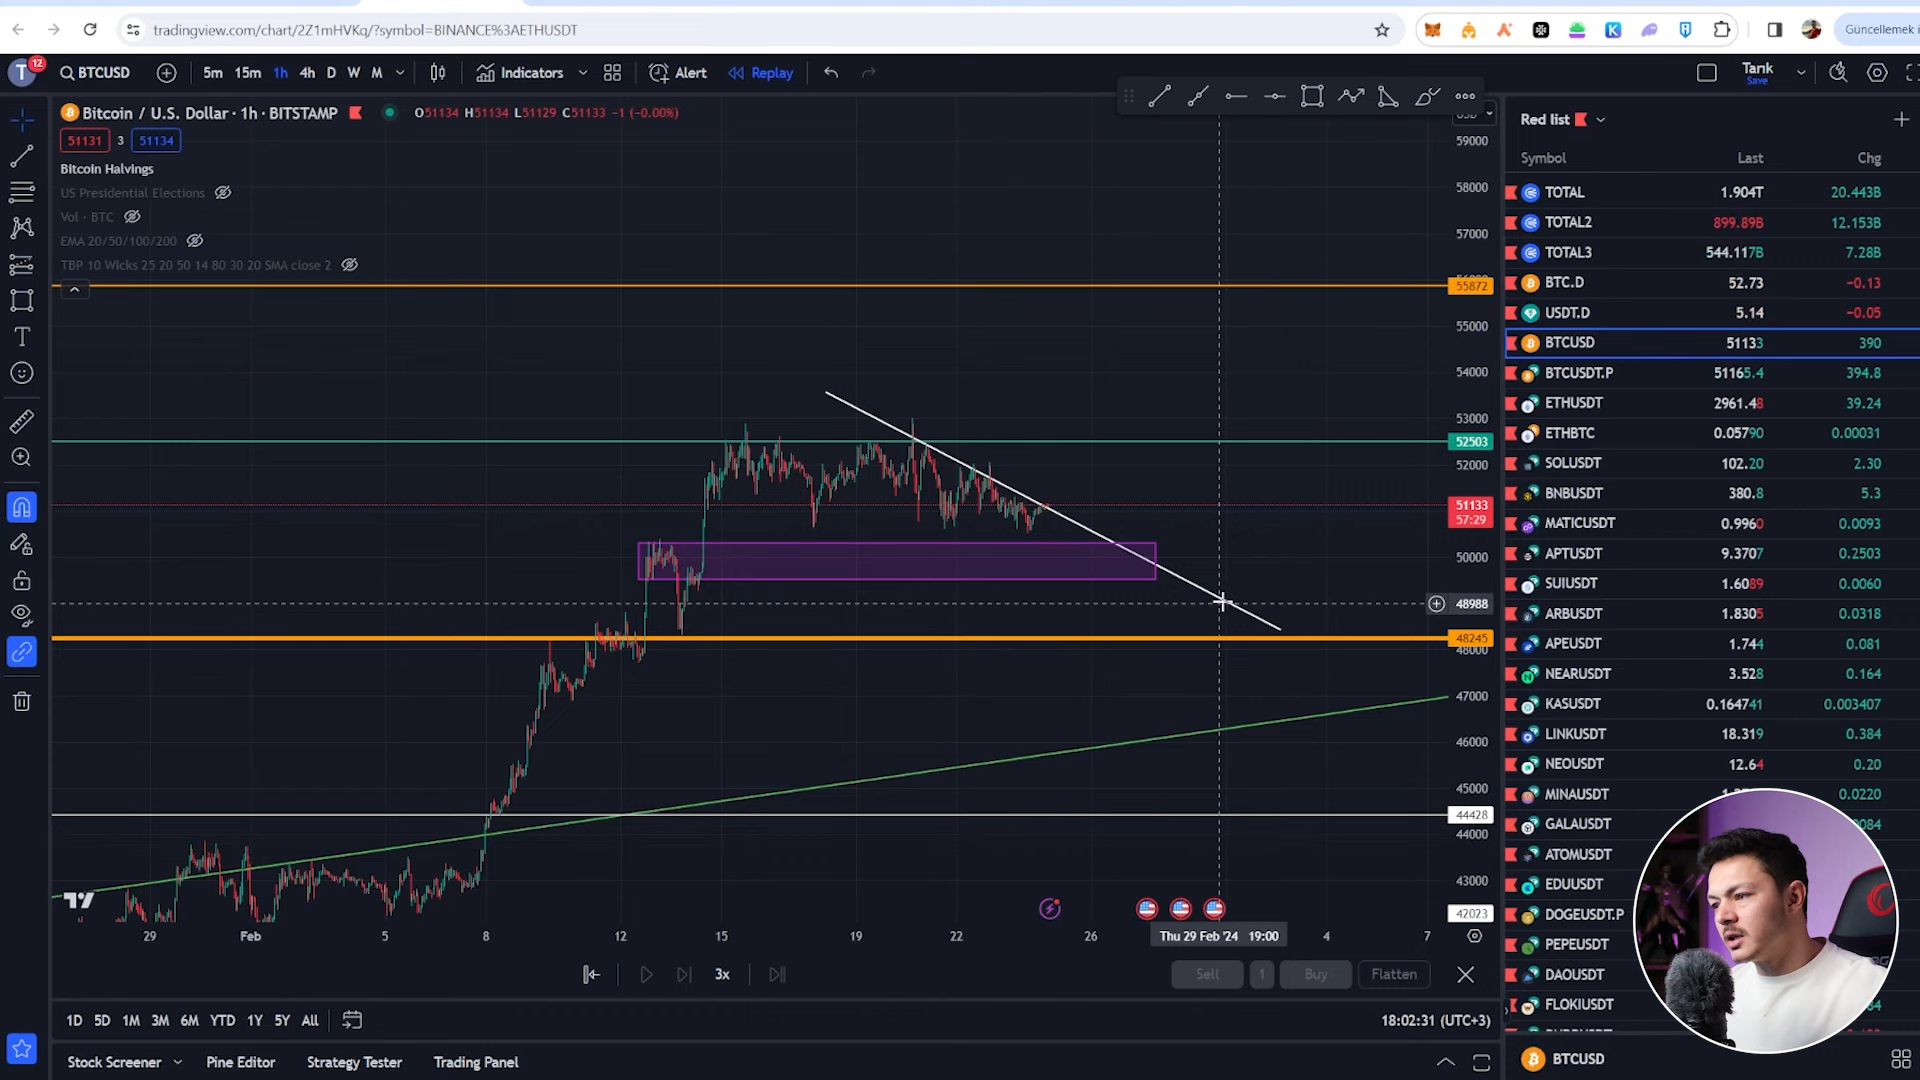 tradingview.com/chart/2Z1mHVKq/?symbol=BINANCE%3AETHUSDT
Güncellemek i
T 12 BTCUSD 5m 15m 1h 4h D W M Indicators Alert Replay Tarık
Save
Bitcoin / U.S. Dollar · 1h · BITSTAMP O51134 H51134 L51129 C51133 −1 (−0.00%)
51131 3 51134
Bitcoin Halvings
US Presidential Elections
Vol · BTC
EMA 20/50/100/200
TBP 10 Wicks 25 20 50 14 80 30 20 SMA close 2
59000
58000
57000
55872
55000
54000
53000
52503
52000
51133
57:29
50000
48988
48245
48000
47000
46000
45000
44428
44000
43000
42023
29 Feb 5 8 12 15 19 22 26 Thu 29 Feb '24 19:00 4 7
3x Sell 1 Buy Flatten
1D 5D 1M 3M 6M YTD 1Y 5Y All 18:02:31 (UTC+3)
Stock Screener Pine Editor Strategy Tester Trading Panel
Red list
Symbol Last Chg
TOTAL 1.904T 20.443B
TOTAL2 899.89B 12.153B
TOTAL3 544.117B 7.28B
BTC.D 52.73 −0.13
USDT.D 5.14 −0.05
BTCUSD 51133 390
BTCUSDT.P 51165.4 394.8
ETHUSDT 2961.48 39.24
ETHBTC 0.05790 0.00031
SOLUSDT 102.20 2.30
BNBUSDT 380.8 5.3
MATICUSDT 0.9960 0.0093
APTUSDT 9.3707 0.2503
SUIUSDT 1.6089 0.0060
ARBUSDT 1.8305 0.0318
APEUSDT 1.744 0.081
NEARUSDT 3.528 0.164
KASUSDT 0.164741 0.003407
LINKUSDT 18.319 0.384
NEOUSDT 12.64 0.20
MINAUSDT 0.0220
GALAUSDT
ATOMUSDT
EDUUSDT
DOGEUSDT.P
PEPEUSDT
DAOUSDT
FLOKIUSDT
BTCUSD